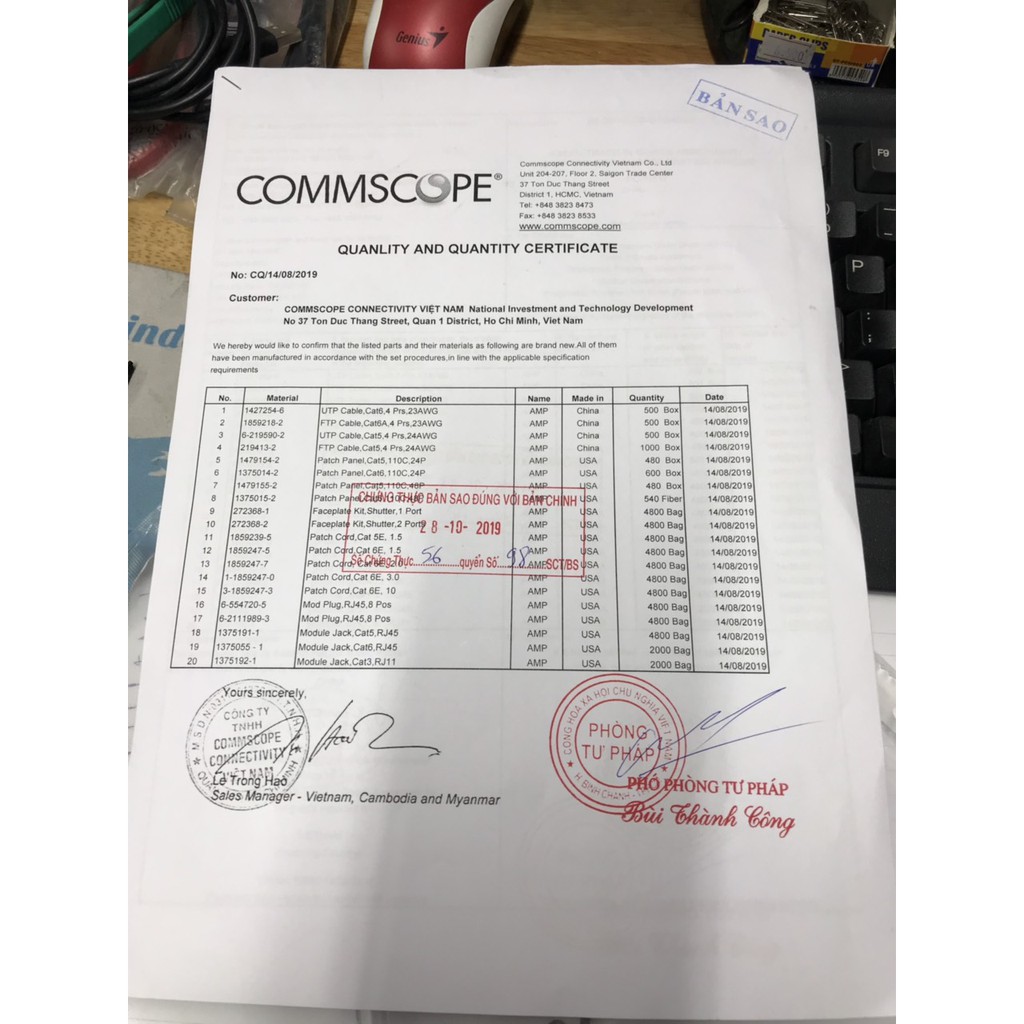 Genius
BẢN SAO
F9
P
COMMSCOPE®
Commscope Connectivity Vietnam Co., Ltd
Unit 204-207, Floor 2, Saigon Trade Center
37 Ton Duc Thang Street
District 1, HCMC, Vietnam
Tel: +848 3823 8473
Fax: +848 3823 8533
www.commscope.com
QUANLITY AND QUANTITY CERTIFICATE
No: CQ/14/08/2019
Customer:
COMMSCOPE CONNECTIVITY VIỆT NAM National Investment and Technology Development
No 37 Ton Duc Thang Street, Quan 1 District, Ho Chi Minh, Viet Nam
We hereby would like to confirm that the listed parts and their materials as following are brand new.All of them
have been manufactured in accordance with the set procedures,in line with the applicable specification
requirements
No. Material Description Name Made in Quantity Date
1 1427254-6 UTP Cable,Cat6,4 Prs,23AWG AMP China 500 Box 14/08/2019
2 1859218-2 FTP Cable,Cat6A,4 Prs,23AWG AMP China 500 Box 14/08/2019
3 6-219590-2 UTP Cable,Cat5,4 Prs,24AWG AMP China 500 Box 14/08/2019
4 219413-2 FTP Cable,Cat5,4 Prs,24AWG AMP China 1000 Box 14/08/2019
5 1479154-2 Patch Panel,Cat5,110C,24P AMP USA 480 Box 14/08/2019
6 1375014-2 Patch Panel,Cat6,110C,24P AMP USA 600 Box 14/08/2019
7 1479155-2 Patch Panel,Cat5,110C,48P AMP USA 480 Box 14/08/2019
8 1375015-2 Patch Panel,Cat6,110C,48P AMP USA 540 Fiber 14/08/2019
9 272368-1 Faceplate Kit,Shutter,1 Port AMP USA 4800 Bag 14/08/2019
10 272368-2 Faceplate Kit,Shutter,2 Port AMP USA 4800 Bag 14/08/2019
11 1859239-5 Patch Cord,Cat 5E, 1.5 AMP USA 4800 Bag 14/08/2019
12 1859247-5 Patch Cord,Cat 6E, 1.5 AMP USA 4800 Bag 14/08/2019
13 1859247-7 Patch Cord,Cat 6E, 2.0 AMP USA 4800 Bag 14/08/2019
14 1-1859247-0 Patch Cord,Cat 6E, 3.0 AMP USA 4800 Bag 14/08/2019
15 3-1859247-3 Patch Cord,Cat 6E, 10 AMP USA 4800 Bag 14/08/2019
16 6-554720-5 Mod Plug,RJ45,8 Pos AMP USA 4800 Bag 14/08/2019
17 6-2111989-3 Mod Plug,RJ45,8 Pos AMP USA 4800 Bag 14/08/2019
18 1375191-1 Module Jack,Cat5,RJ45 AMP USA 4800 Bag 14/08/2019
19 1375055 - 1 Module Jack,Cat6,RJ45 AMP USA 2000 Bag 14/08/2019
20 1375192-1 Module Jack,Cat3,RJ11 AMP USA 2000 Bag 14/08/2019
CHỨNG THỰC BẢN SAO ĐÚNG VỚI BẢN CHÍNH
28-10-2019
Số Chứng Thực 56 quyển Số 98 SCT/BS
Yours sincerely,
CÔNG TY
TNHH
COMMSCOPE
CONNECTIVITY
VIỆT NAM
Lê Trong Hao
Sales Manager - Vietnam, Cambodia and Myanmar
CỘNG HÒA XÃ HỘI CHỦ NGHĨA VIỆT NAM
PHÒNG
TƯ PHÁP
H. BÌNH CHÁNH
PHÓ PHÒNG TƯ PHÁP
Bùi Thành Công